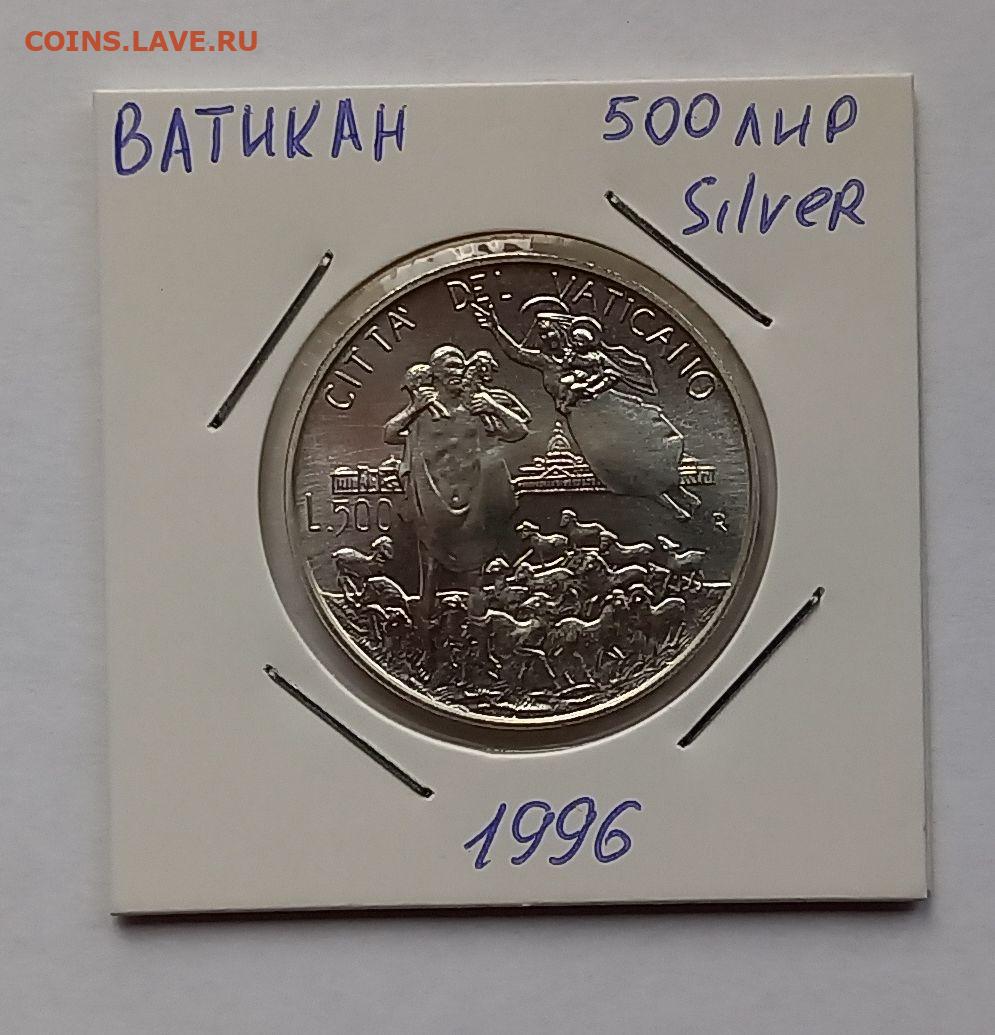 COINS.LAVE.RU
ВАТИКАН 500 лир
Silver
CITTA' DEL VATICANO
L.500
R
1996